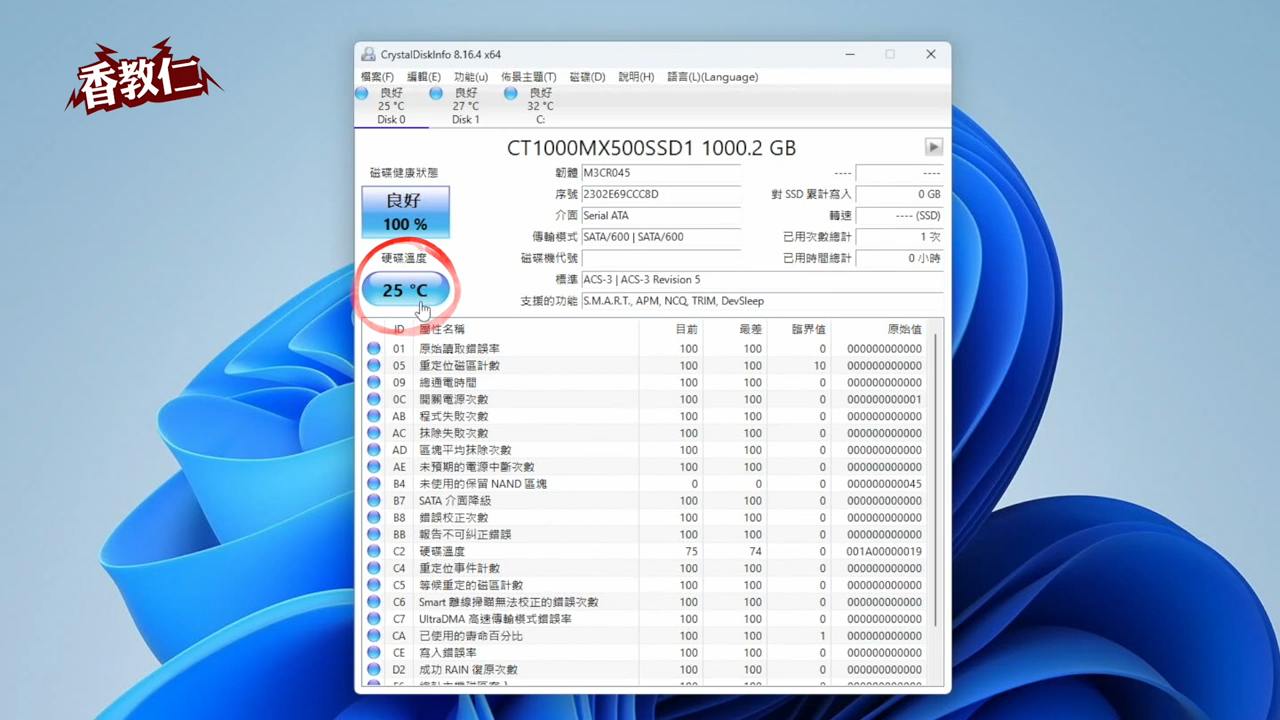 香教仁
CrystalDiskInfo 8.16.4 x64
檔案(F) 編輯(E) 功能(u) 佈景主題(T) 磁碟(D) 說明(H) 語言(L)(Language)
良好 良好 良好
25 °C 27 °C 32 °C
Disk 0 Disk 1 C:
CT1000MX500SSD1 1000.2 GB
磁碟健康狀態 韌體 M3CR045 ---- ----
良好 序號 2302E69CCC8D 對 SSD 累計寫入 0 GB
100 % 介面 Serial ATA 轉速 ---- (SSD)
傳輸模式 SATA/600 | SATA/600 已用次數總計 1 次
硬碟溫度 磁碟機代號 已用時間總計 0 小時
25 °C 標準 ACS-3 | ACS-3 Revision 5
支援的功能 S.M.A.R.T., APM, NCQ, TRIM, DevSleep
ID 屬性名稱 目前 最差 臨界值 原始值
01 原始讀取錯誤率 100 100 0 000000000000
05 重定位磁區計數 100 100 10 000000000000
09 總通電時間 100 100 0 000000000000
0C 開關電源次數 100 100 0 000000000001
AB 程式失敗次數 100 100 0 000000000000
AC 抹除失敗次數 100 100 0 000000000000
AD 區塊平均抹除次數 100 100 0 000000000000
AE 未預期的電源中斷次數 100 100 0 000000000000
B4 未使用的保留 NAND 區塊 0 0 0 000000000045
B7 SATA 介面降級 100 100 0 000000000000
B8 錯誤校正次數 100 100 0 000000000000
BB 報告不可糾正錯誤 100 100 0 000000000000
C2 硬碟溫度 75 74 0 001A00000019
C4 重定位事件計數 100 100 0 000000000000
C5 等候重定的磁區計數 100 100 0 000000000000
C6 Smart 離線掃瞄無法校正的錯誤次數 100 100 0 000000000000
C7 UltraDMA 高速傳輸模式錯誤率 100 100 0 000000000000
CA 已使用的壽命百分比 100 100 1 000000000000
CE 寫入錯誤率 100 100 0 000000000000
D2 成功 RAIN 復原次數 100 100 0 000000000000